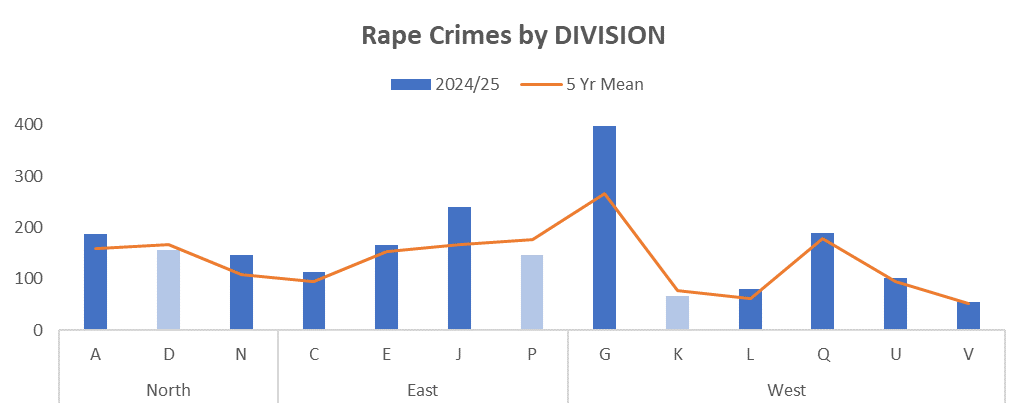 Rape Crimes by DIVISION
2024/25 5 Yr Mean
400
300
200
100
0
A D N C E J P G K L Q U V
North East West